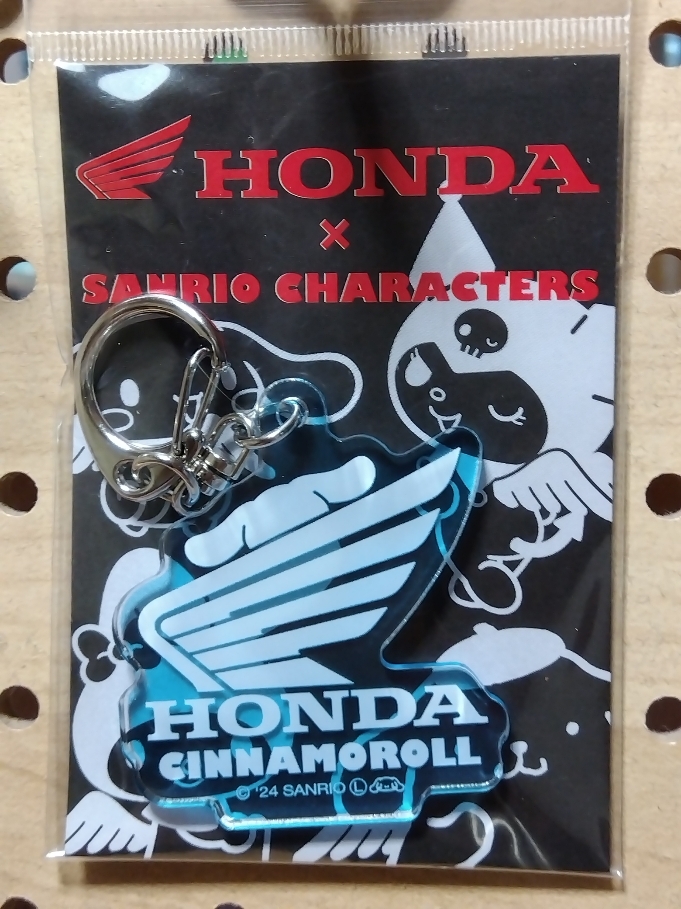 HONDA
×
SANRIO CHARACTERS
HONDA
CINNAMOROLL
© '24 SANRIO Ⓛ